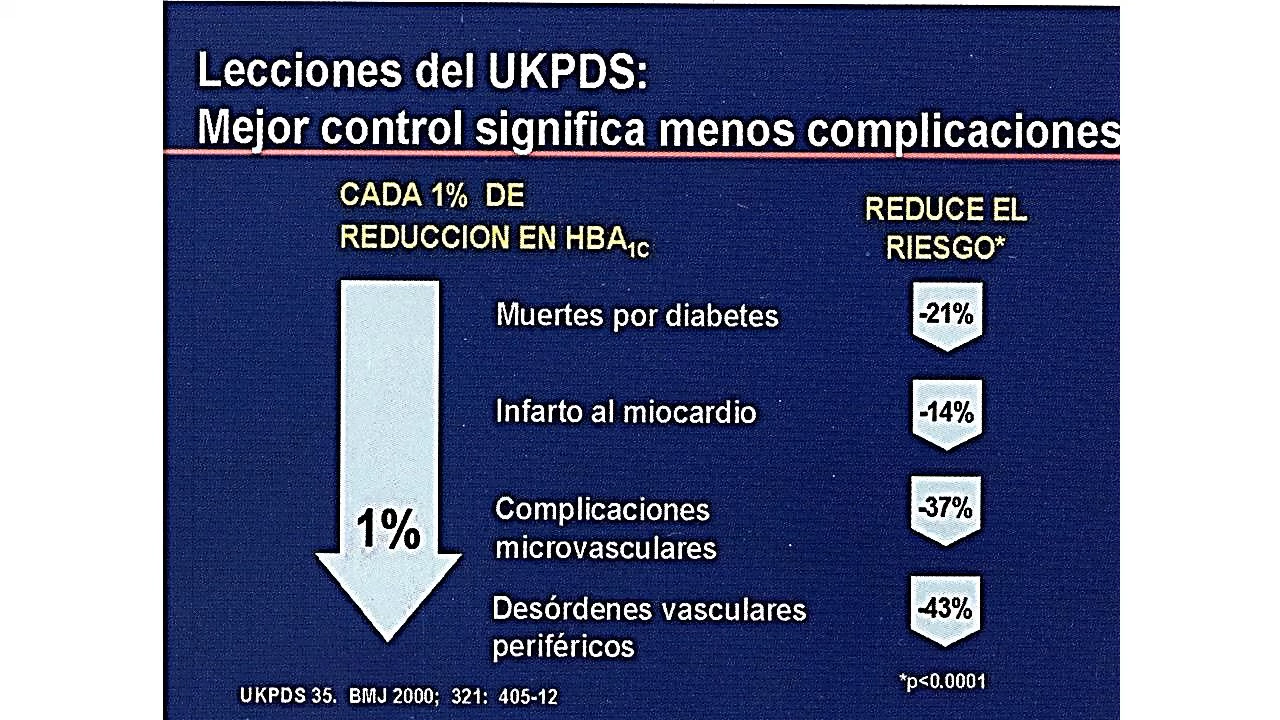 Lecciones del UKPDS:
Mejor control significa menos complicaciones
CADA 1% DE
REDUCCION EN HBA1C
REDUCE EL
RIESGO*
1%
Muertes por diabetes
-21%
Infarto al miocardio
-14%
Complicaciones
microvasculares
-37%
Desórdenes vasculares
periféricos
-43%
UKPDS 35. BMJ 2000; 321: 405-12
*p<0.0001